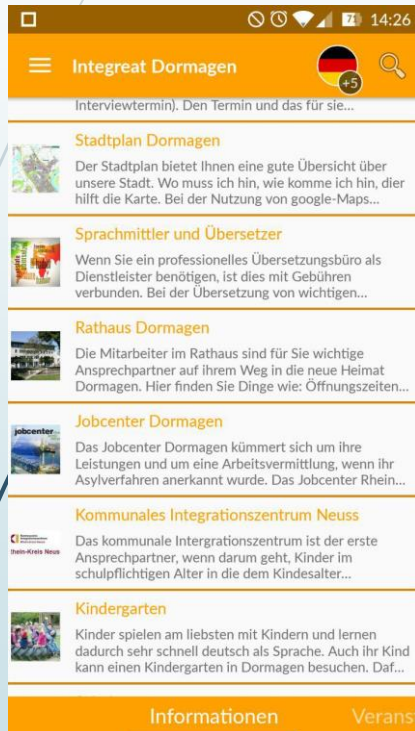 14:26
Integreat Dormagen
+5
Interviewtermin). Den Termin und das für sie...
Stadtplan Dormagen
Der Stadtplan bietet Ihnen eine gute Übersicht über
unsere Stadt. Wo muss ich hin, wie komme ich hin, dier
hilft die Karte. Bei der Nutzung von google-Maps...
Sprachmittler und Übersetzer
Wenn Sie ein professionelles Übersetzungsbüro als
Dienstleister benötigen, ist dies mit Gebühren
verbunden. Bei der Übersetzung von wichtigen...
Rathaus Dormagen
Die Mitarbeiter im Rathaus sind für Sie wichtige
Ansprechpartner auf ihrem Weg in die neue Heimat
Dormagen. Hier finden Sie Dinge wie: Öffnungszeiten...
jobcenter
Jobcenter Dormagen
Das Jobcenter Dormagen kümmert sich um ihre
Leistungen und um eine Arbeitsvermittlung, wenn ihr
Asylverfahren anerkannt wurde. Das Jobcenter Rhein...
Kommunales Integrationszentrum Neuss
Rhein-Kreis Neus
Das kommunale Intergrationszentrum ist der erste
Ansprechpartner, wenn darum geht, Kinder im
schulpflichtigen Alter in die dem Kindesalter...
Kindergarten
Kinder spielen am liebsten mit Kindern und lernen
dadurch sehr schnell deutsch als Sprache. Auch ihr Kind
kann einen Kindergarten in Dormagen besuchen. Daf...
Informationen
Verans